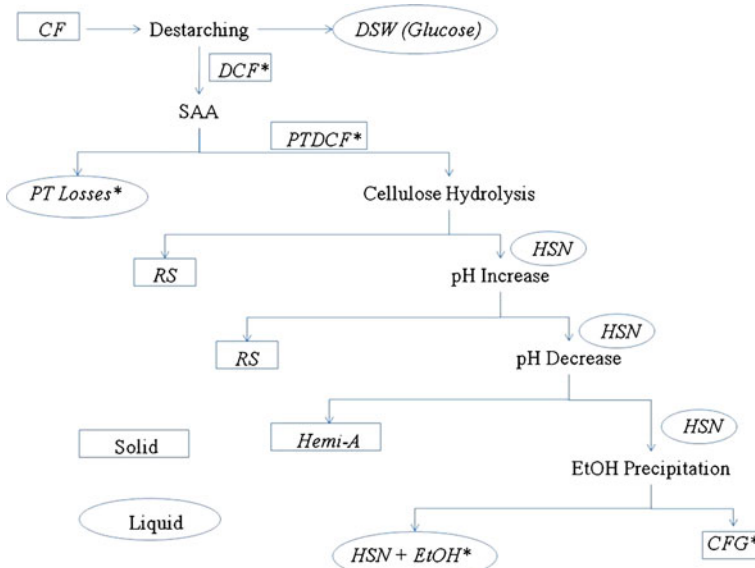 CF
Destarching
DSW (Glucose)
DCF*
SAA
PTDCF*
PT Losses*
Cellulose Hydrolysis
HSN
RS
pH Increase
HSN
RS
pH Decrease
HSN
Hemi-A
Solid
EtOH Precipitation
Liquid
HSN + EtOH*
CFG*